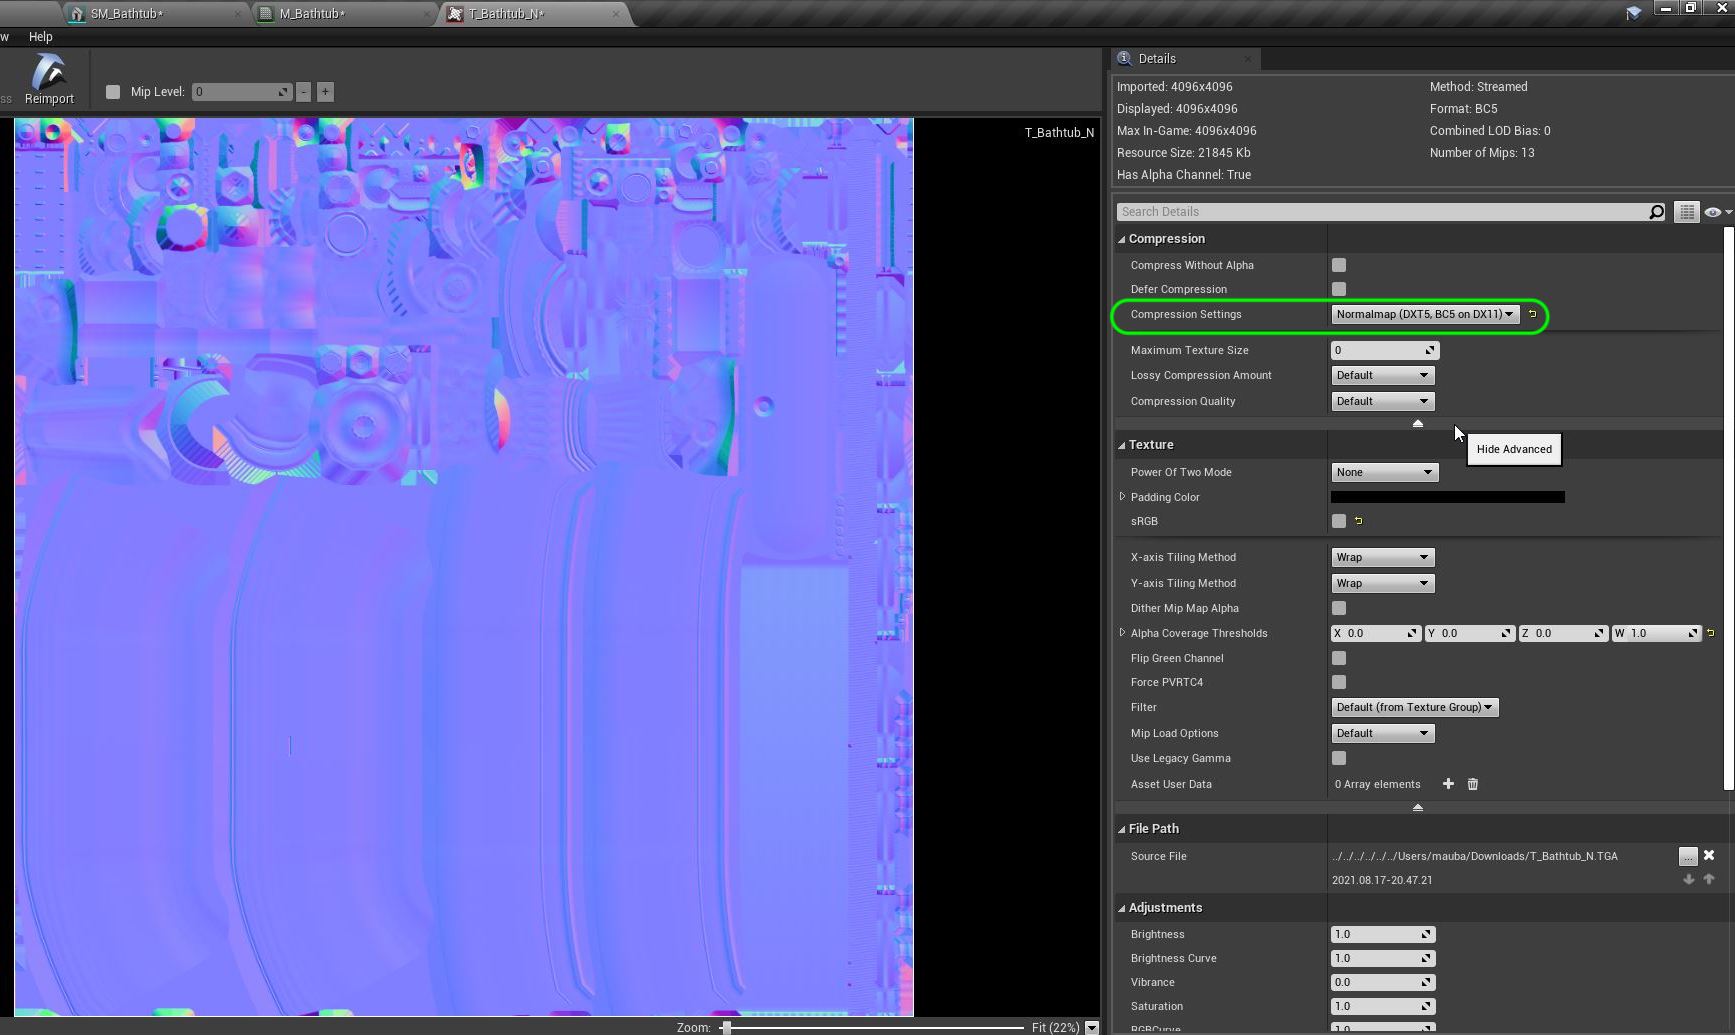 SM_Bathtub* M_Bathtub* T_Bathtub_N*
w Help
ss Reimport Mip Level: 0 - +
T_Bathtub_N
Zoom: Fit (22%)
Details
Imported: 4096x4096 Method: Streamed
Displayed: 4096x4096 Format: BC5
Max In-Game: 4096x4096 Combined LOD Bias: 0
Resource Size: 21845 Kb Number of Mips: 13
Has Alpha Channel: True
Search Details
Compression
Compress Without Alpha
Defer Compression
Compression Settings Normalmap (DXT5, BC5 on DX11)
Maximum Texture Size 0
Lossy Compression Amount Default
Compression Quality Default
Hide Advanced
Texture
Power Of Two Mode None
Padding Color
sRGB
X-axis Tiling Method Wrap
Y-axis Tiling Method Wrap
Dither Mip Map Alpha
Alpha Coverage Thresholds X 0.0 Y 0.0 Z 0.0 W 1.0
Flip Green Channel
Force PVRTC4
Filter Default (from Texture Group)
Mip Load Options Default
Use Legacy Gamma
Asset User Data 0 Array elements
File Path
Source File ../../../../../../Users/mauba/Downloads/T_Bathtub_N.TGA ...
2021.08.17-20.47.21
Adjustments
Brightness 1.0
Brightness Curve 1.0
Vibrance 0.0
Saturation 1.0
RGBCurve 1.0